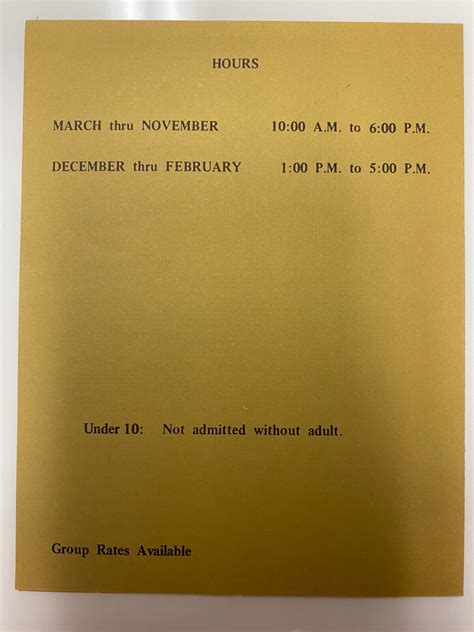 HOURS
MARCH thru NOVEMBER 10:00 A.M. to 6:00 P.M.
DECEMBER thru FEBRUARY 1:00 P.M. to 5:00 P.M.
Under 10: Not admitted without adult.
Group Rates Available